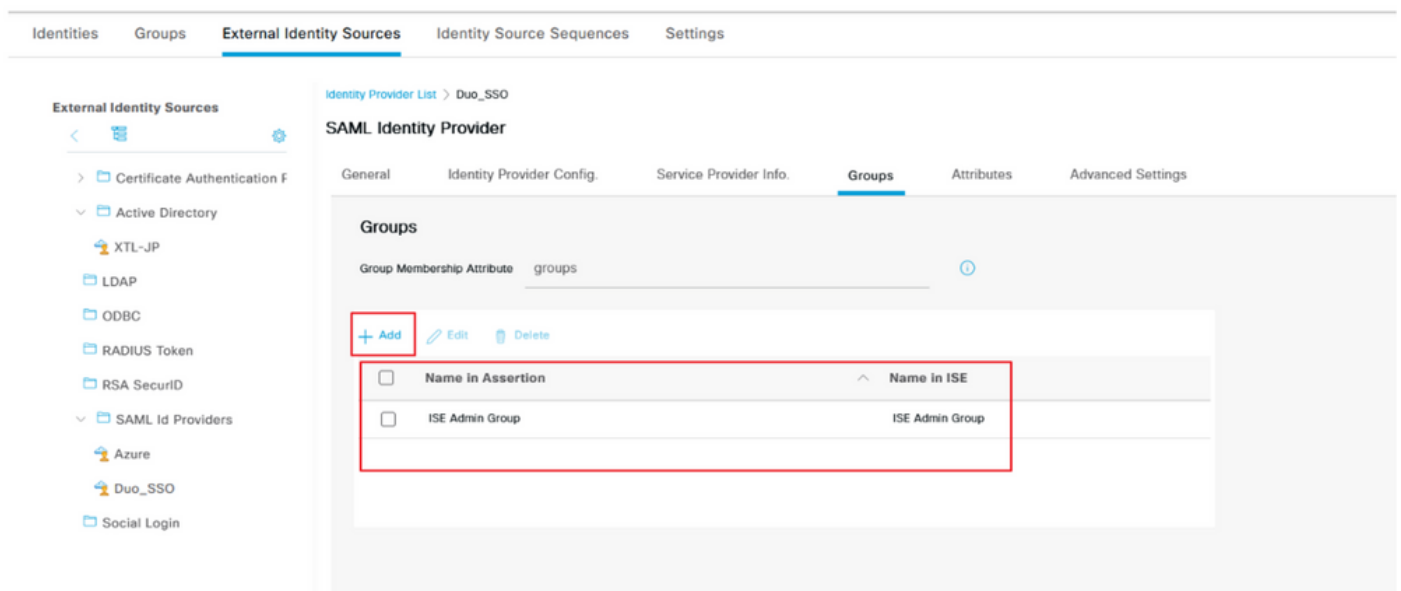 Identities Groups External Identity Sources Identity Source Sequences Settings
External Identity Sources
Certificate Authentication F
Active Directory
XTL-JP
LDAP
ODBC
RADIUS Token
RSA SecurID
SAML Id Providers
Azure
Duo_SSO
Social Login
Identity Provider List > Duo_SSO
SAML Identity Provider
General Identity Provider Config. Service Provider Info. Groups Attributes Advanced Settings
Groups
Group Membership Attribute groups
+ Add Edit Delete
Name in Assertion Name in ISE
ISE Admin Group ISE Admin Group